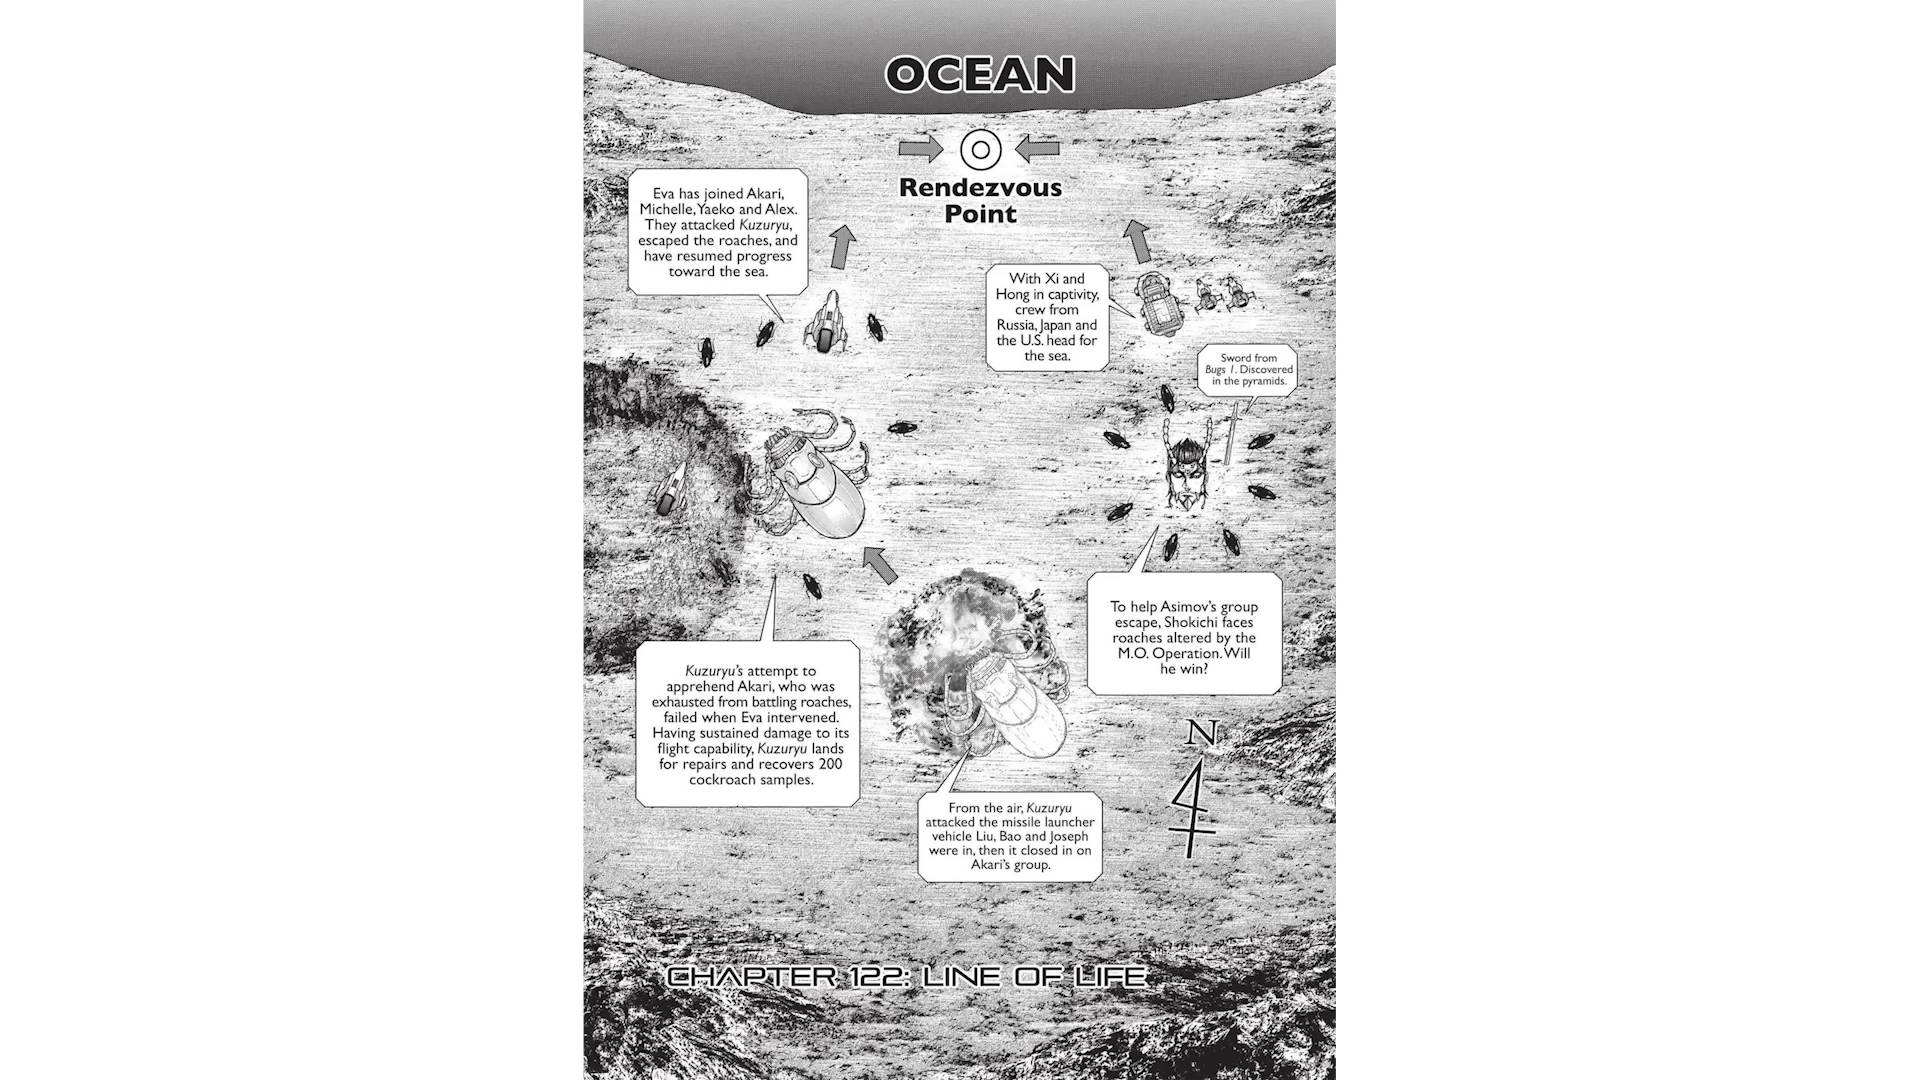 OCEAN
Rendezvous
Point
Eva has joined Akari,
Michelle, Yaeko and Alex.
They attacked Kuzuryu,
escaped the roaches, and
have resumed progress
toward the sea.
With Xi and
Hong in captivity,
crew from
Russia, Japan and
the U.S. head for
the sea.
Sword from
Bugs 1. Discovered
in the pyramids.
To help Asimov's group
escape, Shokichi faces
roaches altered by the
M.O. Operation. Will
he win?
Kuzuryu's attempt to
apprehend Akari, who was
exhausted from battling roaches,
failed when Eva intervened.
Having sustained damage to its
flight capability, Kuzuryu lands
for repairs and recovers 200
cockroach samples.
From the air, Kuzuryu
attacked the missile launcher
vehicle Liu, Bao and Joseph
were in, then it closed in on
Akari's group.
N
CHAPTER 122: LINE OF LIFE